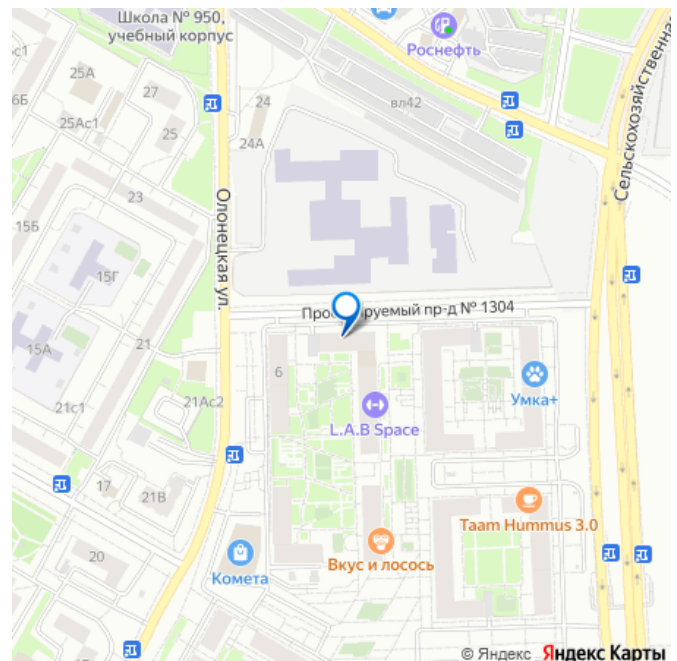 Школа № 950,
учебный корпус
Роснефть
25А
27
6Б
24
вл42
25Ас1
25
24А
Сельскохозяйственная
23
Олонецкая ул.
15Б
15Г
Проектируемый пр-д № 1304
15А
21
6
Умка+
21с1
21Ас2
L.A.B Space
17
21В
Taam Hummus 3.0
20
Комета
Вкус и лосось
17
© Яндекс Яндекс Карты